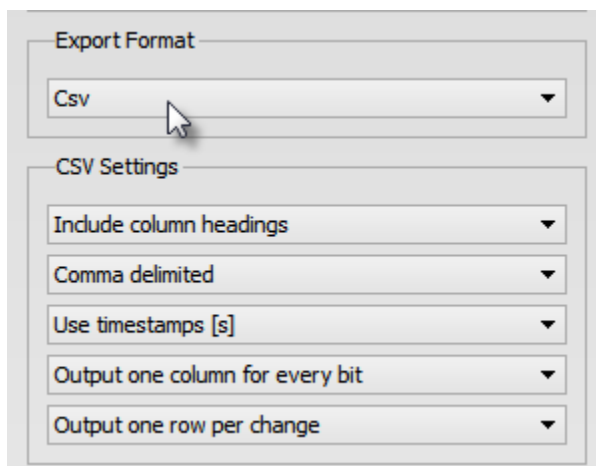 Export Format
Csv
CSV Settings
Include column headings
Comma delimited
Use timestamps [s]
Output one column for every bit
Output one row per change